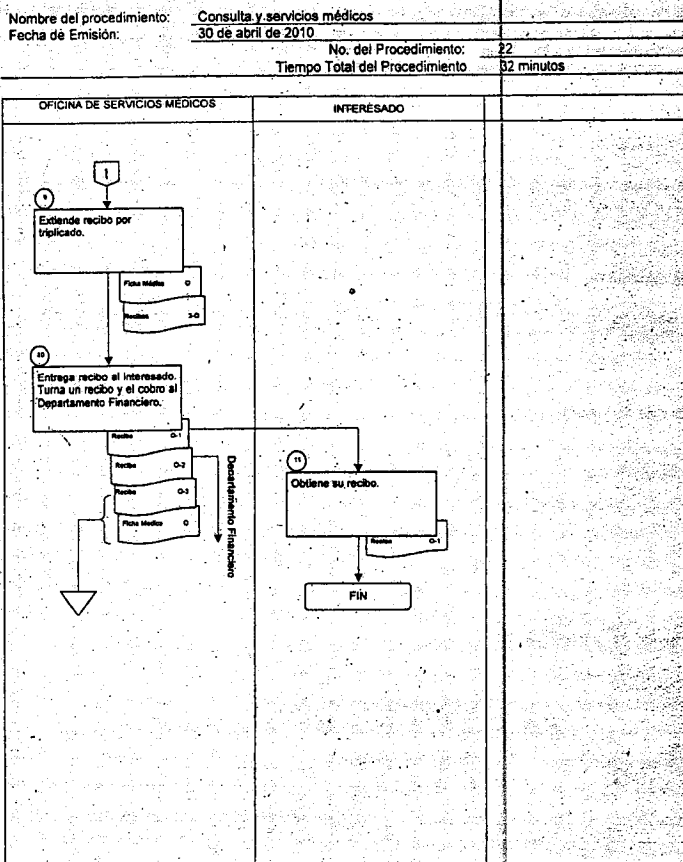 Nombre del procedimiento: Consulta y servicios médicos
Fecha de Emisión: 30 de abril de 2010
No. del Procedimiento: 22
Tiempo Total del Procedimiento 32 minutos
OFICINA DE SERVICIOS MÉDICOS
INTERESADO
1
9
Extiende recibo por
triplicado.
Ficha Médica O
Recibos 3-O
10
Entrega recibo al interesado.
Turna un recibo y el cobro al
Departamento Financiero.
Recibo O-1
Recibo O-2
Recibo O-3
Ficha Medica O
Departamento Financiero
11
Obtiene su recibo.
Recibo O-1
FIN